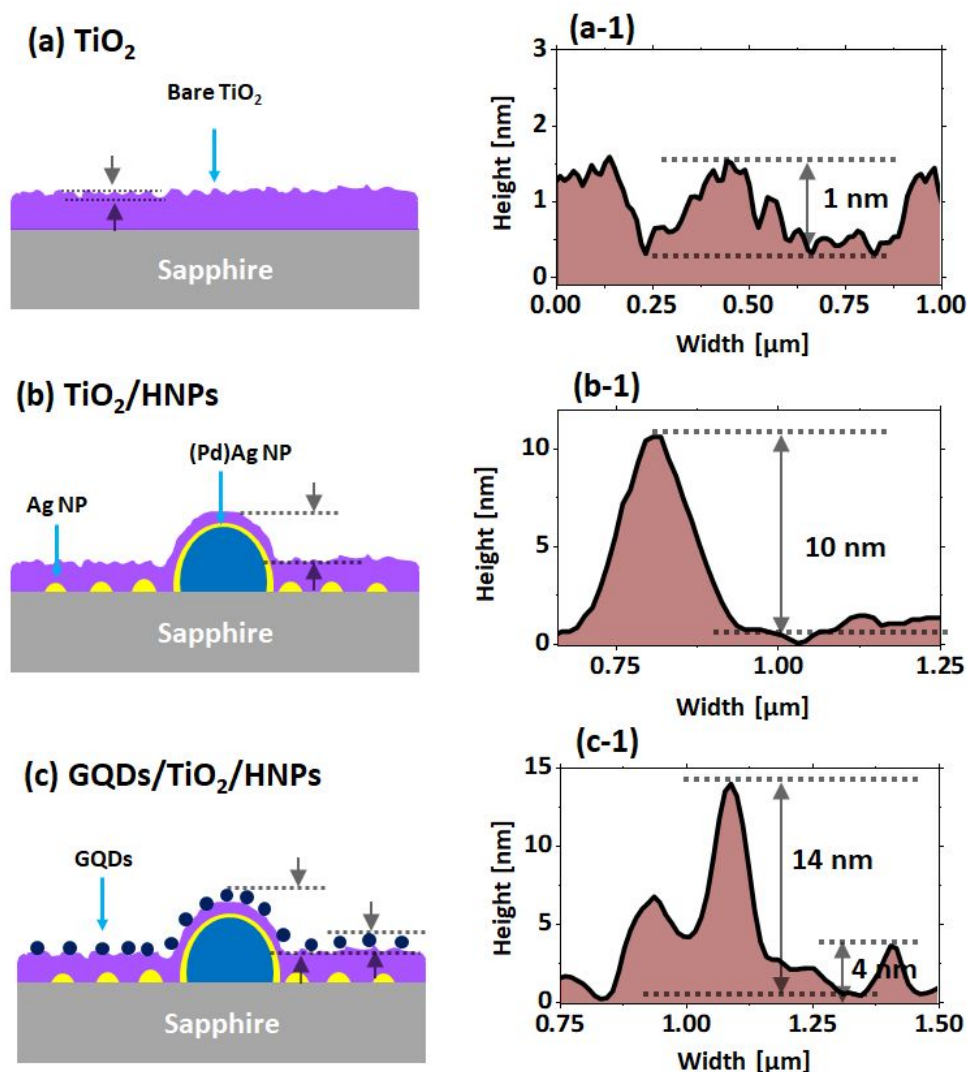 (a) TiO₂
Bare TiO₂
Sapphire
(a-1)
Height [nm]
3
2
1
0
1 nm
0.00 0.25 0.50 0.75 1.00
Width [µm]
(b) TiO₂/HNPs
(Pd)Ag NP
Ag NP
Sapphire
(b-1)
Height [nm]
10
5
0
10 nm
0.75 1.00 1.25
Width [µm]
(c) GQDs/TiO₂/HNPs
GQDs
Sapphire
(c-1)
Height [nm]
15
10
5
0
14 nm
4 nm
0.75 1.00 1.25 1.50
Width [µm]